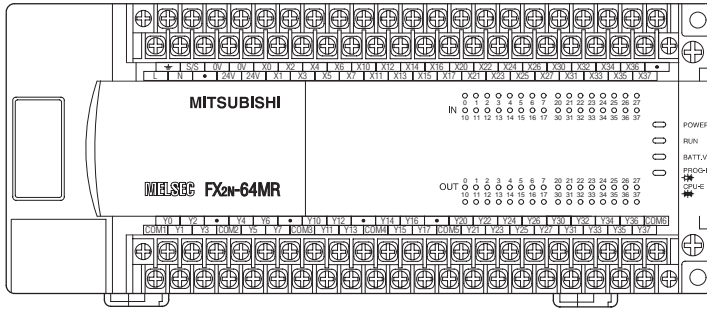 ⏚ S/S 0V 0V X0 X2 X4 X6 X10 X12 X14 X16 X20 X22 X24 X26 X30 X32 X34 X36 •
L N • 24V 24V X1 X3 X5 X7 X11 X13 X15 X17 X21 X23 X25 X27 X31 X33 X35 X37
MITSUBISHI
0 1 2 3 4 5 6 7 20 21 22 23 24 25 26 27
IN
10 11 12 13 14 15 16 17 30 31 32 33 34 35 36 37
POWER
RUN
BATT.V
PROG-E
CPU-E
MELSEC FX2N-64MR
0 1 2 3 4 5 6 7 20 21 22 23 24 25 26 27
OUT
10 11 12 13 14 15 16 17 30 31 32 33 34 35 36 37
Y0 Y2 • Y4 Y6 • Y10 Y12 • Y14 Y16 • Y20 Y22 Y24 Y26 Y30 Y32 Y34 Y36 COM6
COM1 Y1 Y3 COM2 Y5 Y7 COM3 Y11 Y13 COM4 Y15 Y17 COM5 Y21 Y23 Y25 Y27 Y31 Y33 Y35 Y37